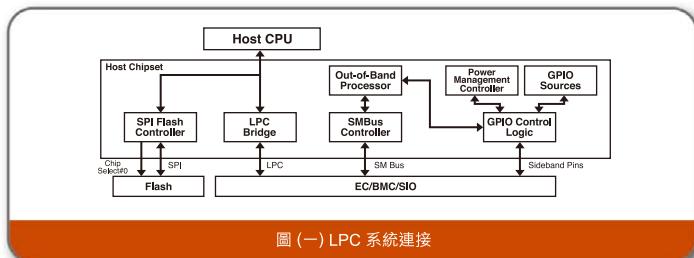 Host CPU
Host Chipset
Out-of-Band
Processor
Power
Management
Controller
GPIO
Sources
SPI Flash
Controller
LPC
Bridge
SMBus
Controller
GPIO Control
Logic
Chip
Select#0
SPI
LPC
SM Bus
Sideband Pins
Flash
EC/BMC/SIO
圖 (一) LPC 系統連接